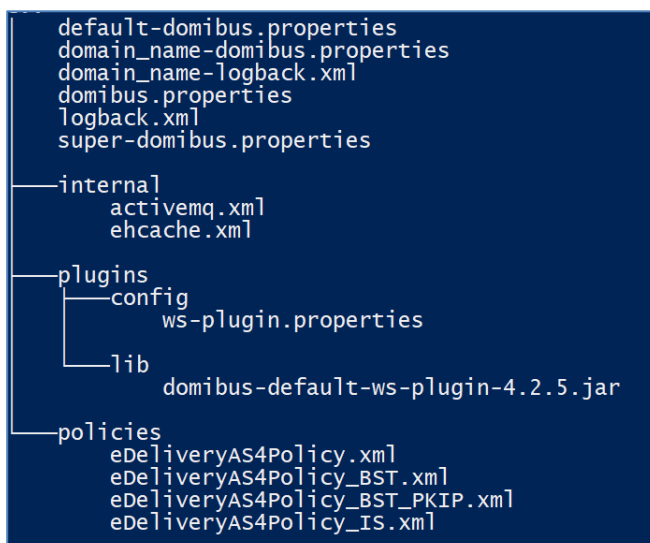 default-domibus.properties
domain_name-domibus.properties
domain_name-logback.xml
domibus.properties
logback.xml
super-domibus.properties
internal
activemq.xml
ehcache.xml
plugins
config
ws-plugin.properties
lib
domibus-default-ws-plugin-4.2.5.jar
policies
eDeliveryAS4Policy.xml
eDeliveryAS4Policy_BST.xml
eDeliveryAS4Policy_BST_PKIP.xml
eDeliveryAS4Policy_IS.xml